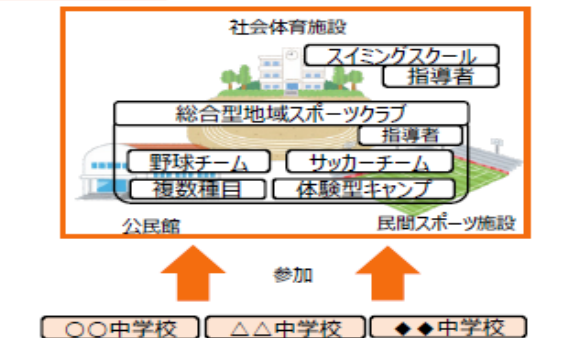 社会体育施設
スイミングスクール
指導者
総合型地域スポーツクラブ
指導者
野球チーム
サッカーチーム
複数種目
体験型キャンプ
公民館
民間スポーツ施設
参加
○○中学校
△△中学校
◆◆中学校